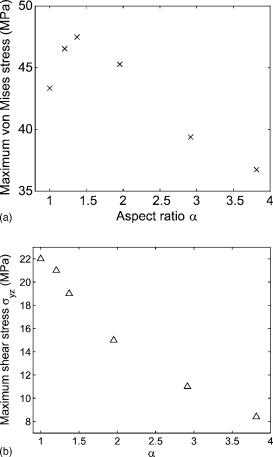 Maximum von Mises stress (MPa)
50
45
40
35
1 1.5 2 2.5 3 3.5 4
Aspect ratio α
(a)
Maximum shear stress σyz (MPa)
22
20
18
16
14
12
10
8
1 1.5 2 2.5 3 3.5 4
α
(b)